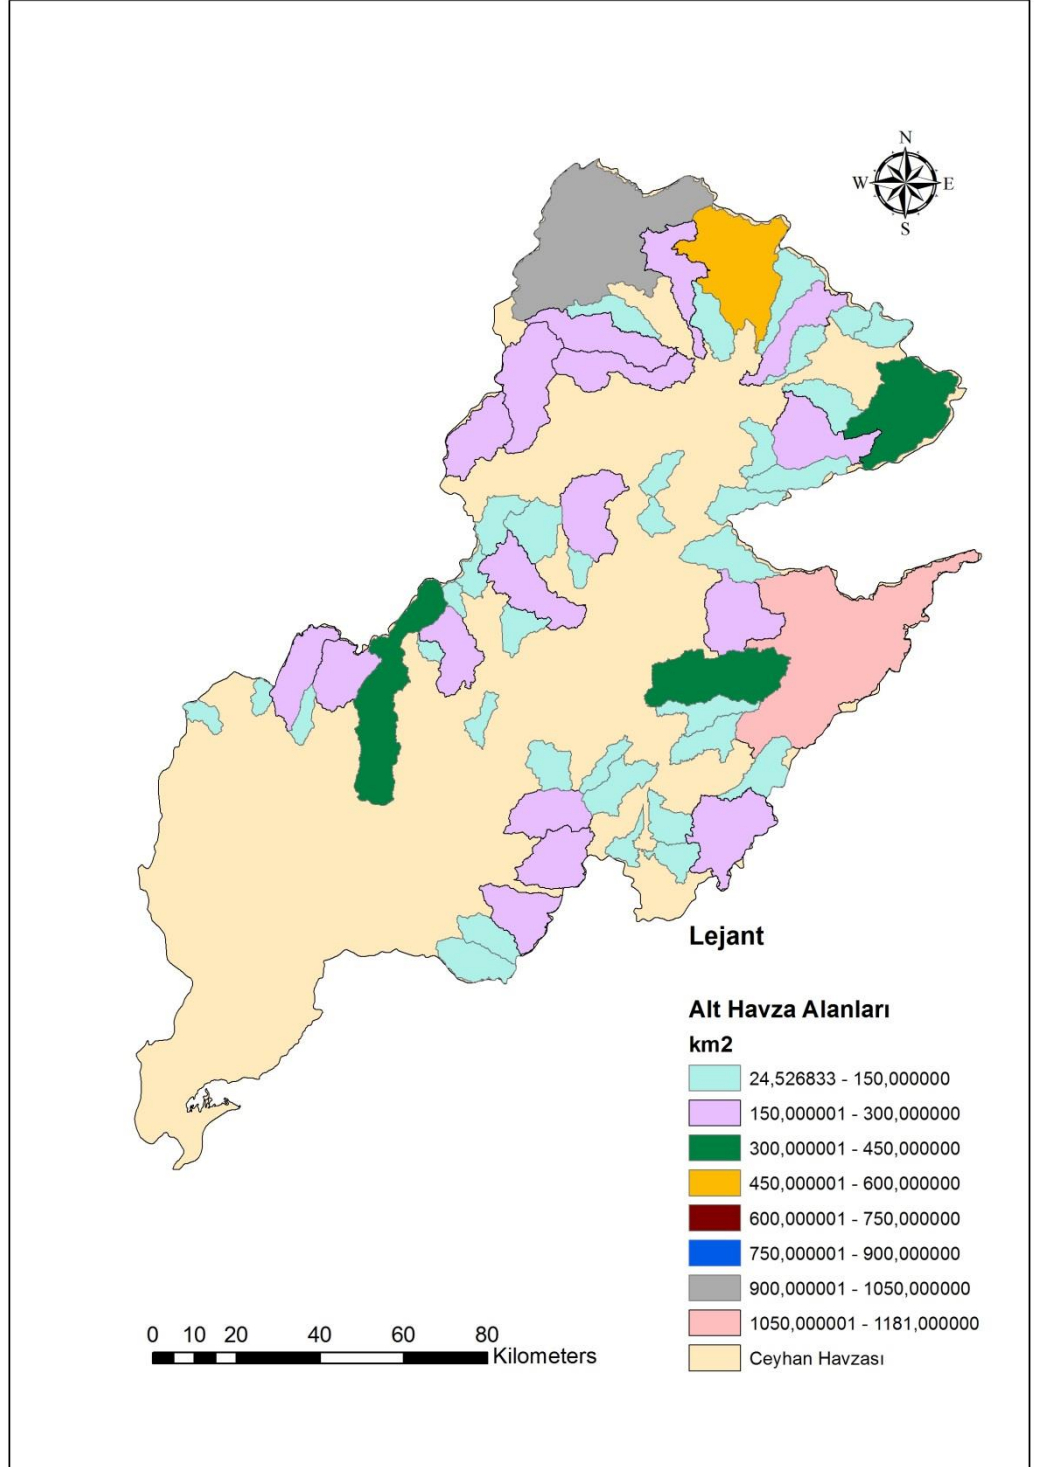 N
W E
S
Lejant
Alt Havza Alanları
km2
24,526833 - 150,000000
150,000001 - 300,000000
300,000001 - 450,000000
450,000001 - 600,000000
600,000001 - 750,000000
750,000001 - 900,000000
900,000001 - 1050,000000
1050,000001 - 1181,000000
Ceyhan Havzası
0 10 20 40 60 80
Kilometers